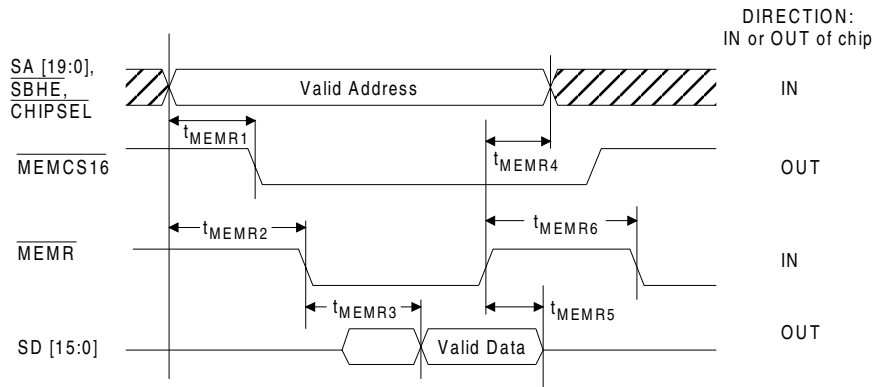 DIRECTION:
IN or OUT of chip
SA [19:0],
SBHE,
CHIPSEL
Valid Address
IN
tMEMR1
tMEMR4
MEMCS16
OUT
tMEMR2
tMEMR6
MEMR
IN
tMEMR3
tMEMR5
OUT
SD [15:0]
Valid Data